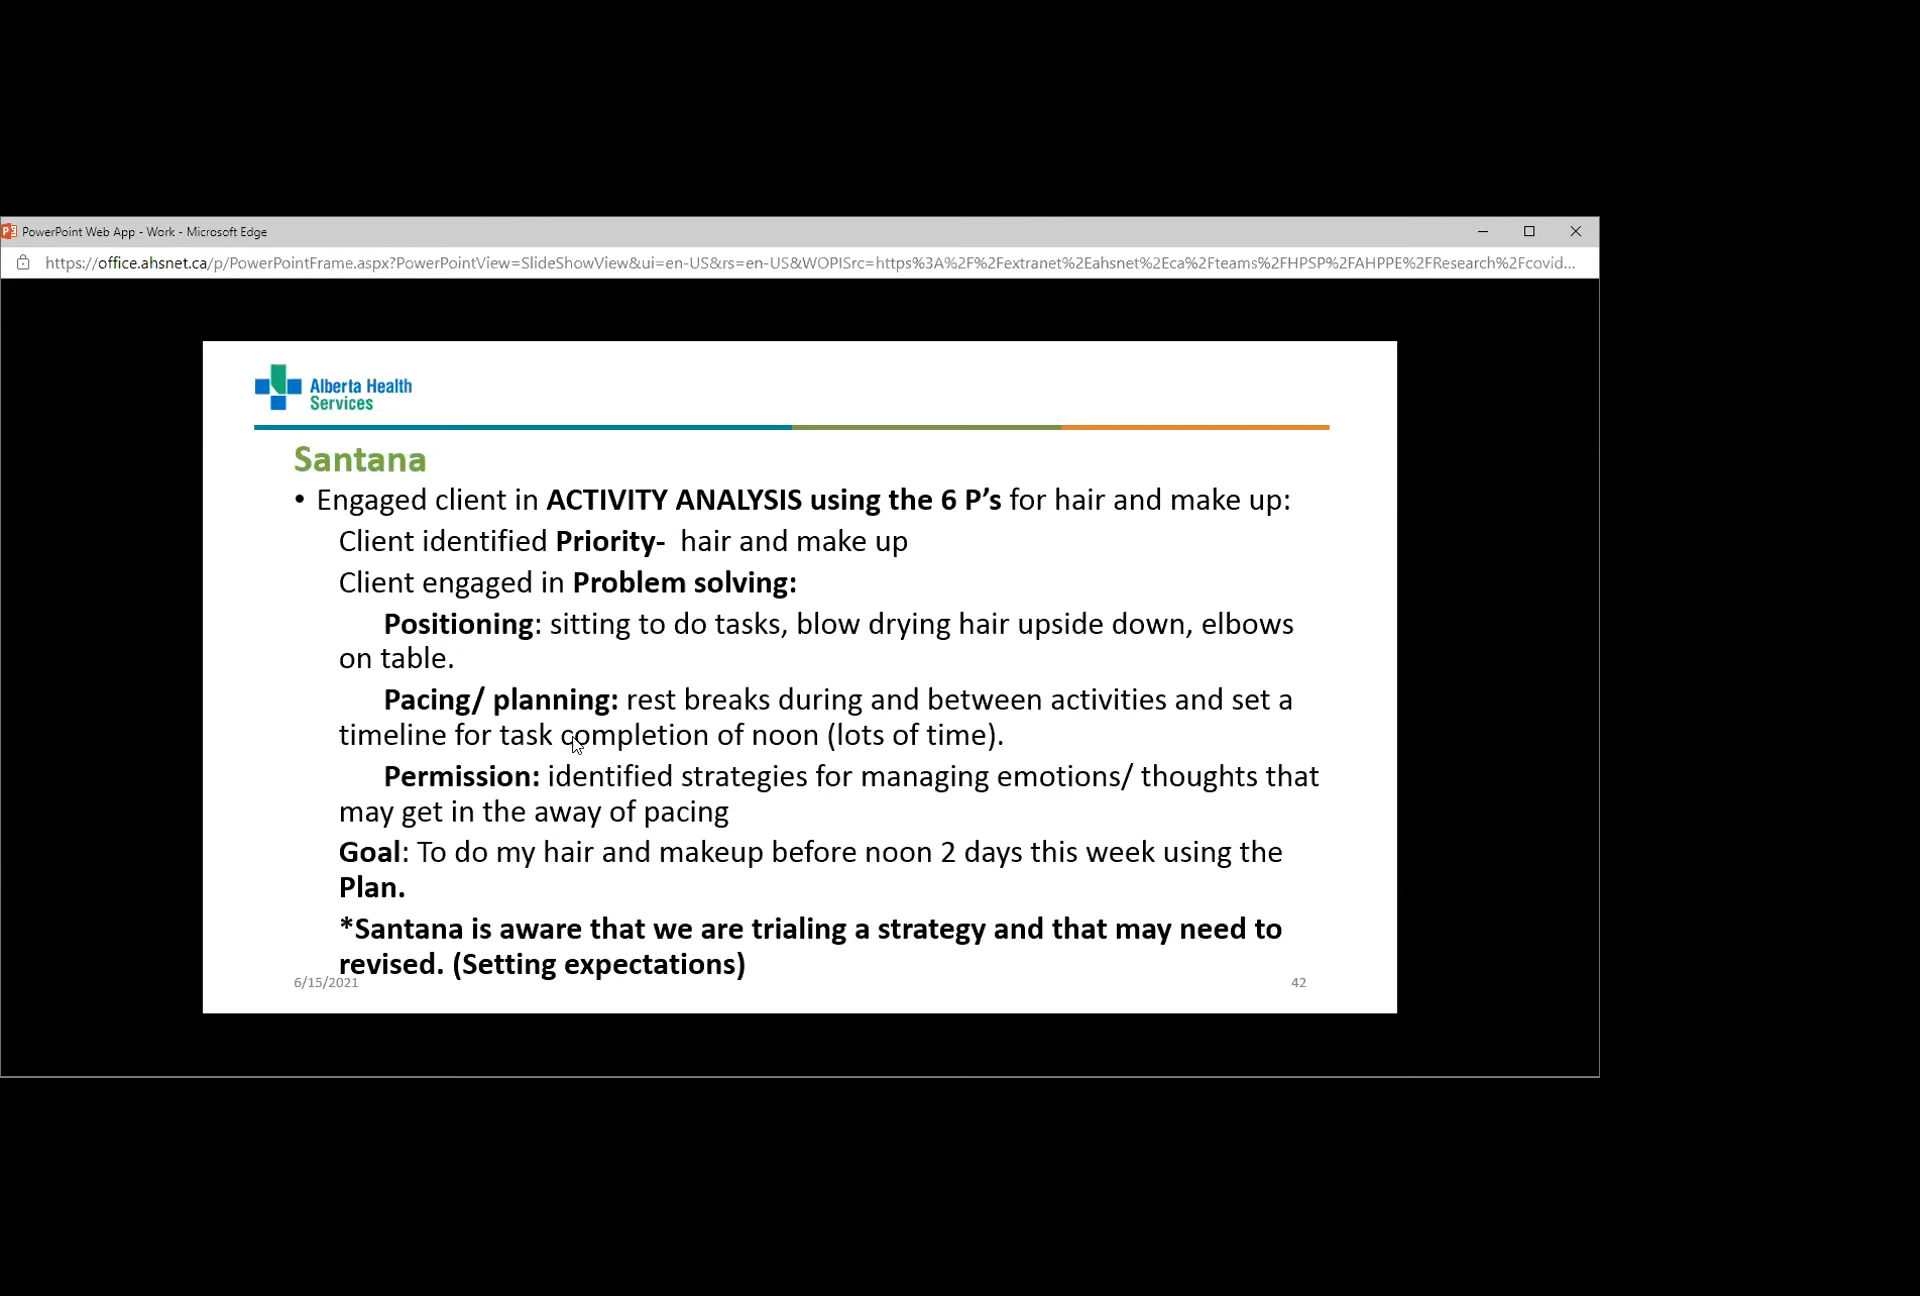 PowerPoint Web App - Work - Microsoft Edge
https://office.ahsnet.ca/p/PowerPointFrame.aspx?PowerPointView=SlideShowView&ui=en-US&rs=en-US&WOPISrc=https%3A%2F%2Fextranet%2Eahsnet%2Eca%2Fteams%2FHPSP%2FAHPPE%2FResearch%2Fcovid...
Alberta Health
Services
Santana
• Engaged client in ACTIVITY ANALYSIS using the 6 P’s for hair and make up:
Client identified Priority- hair and make up
Client engaged in Problem solving:
Positioning: sitting to do tasks, blow drying hair upside down, elbows
on table.
Pacing/ planning: rest breaks during and between activities and set a
timeline for task completion of noon (lots of time).
Permission: identified strategies for managing emotions/ thoughts that
may get in the away of pacing
Goal: To do my hair and makeup before noon 2 days this week using the
Plan.
*Santana is aware that we are trialing a strategy and that may need to
revised. (Setting expectations)
6/15/2021
42